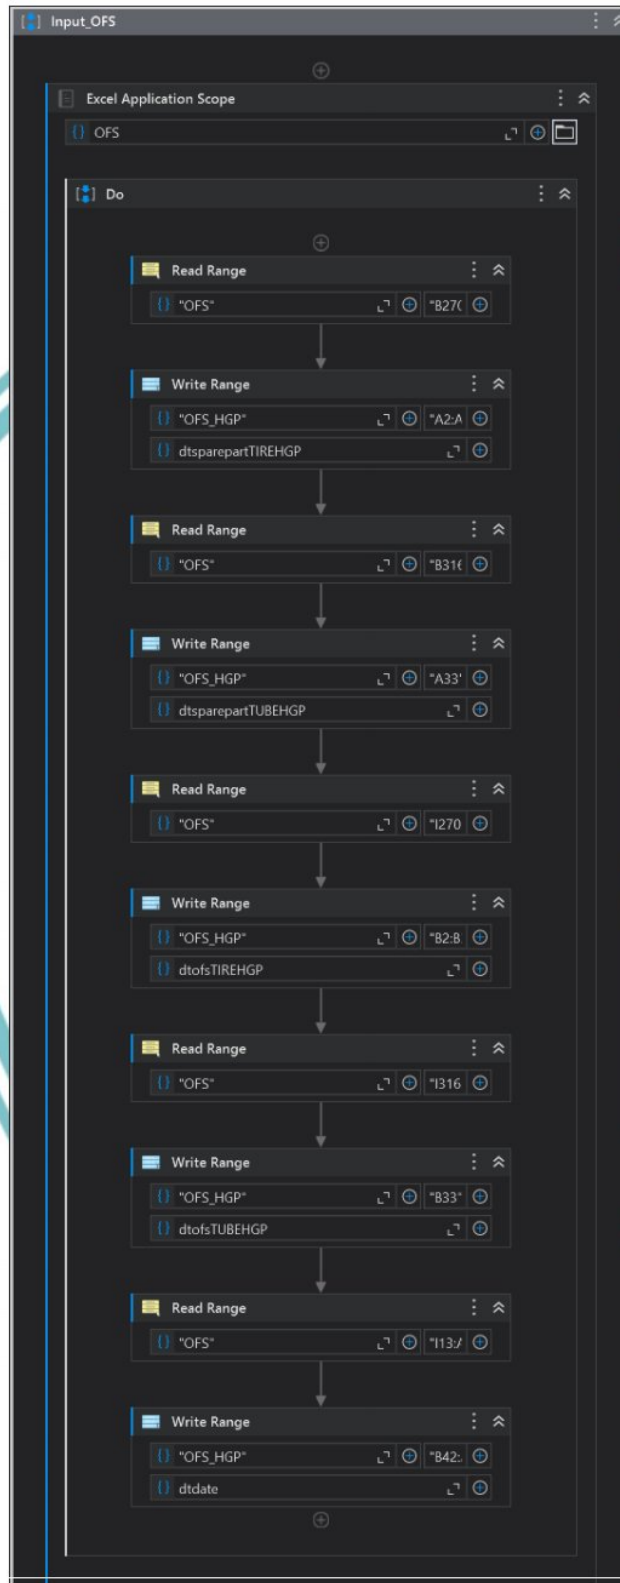 Input_OFS
Excel Application Scope
OFS
Do
Read Range
"OFS" "B270
Write Range
"OFS_HGP" "A2:A
dtsparepartTIREHGP
Read Range
"OFS" "B316
Write Range
"OFS_HGP" "A33"
dtsparepartTUBEHGP
Read Range
"OFS" "I270
Write Range
"OFS_HGP" "B2:B
dtofsTIREHGP
Read Range
"OFS" "I316
Write Range
"OFS_HGP" "B33"
dtofsTUBEHGP
Read Range
"OFS" "I13:/
Write Range
"OFS_HGP" "B42:
dtdate